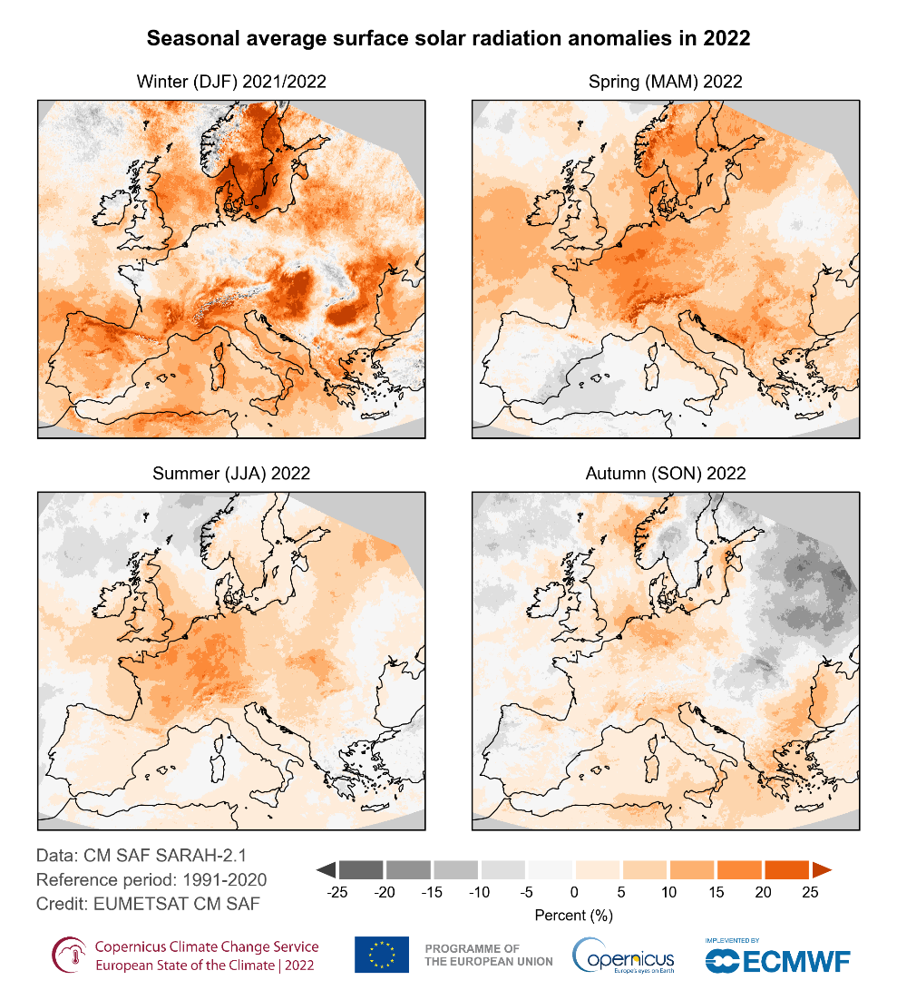 Seasonal average surface solar radiation anomalies in 2022
Winter (DJF) 2021/2022
Spring (MAM) 2022
Summer (JJA) 2022
Autumn (SON) 2022
Data: CM SAF SARAH-2.1
Reference period: 1991-2020
Credit: EUMETSAT CM SAF
-25 -20 -15 -10 -5 0 5 10 15 20 25
Percent (%)
Copernicus Climate Change Service
European State of the Climate | 2022
PROGRAMME OF
THE EUROPEAN UNION
opernicus
Europe's eyes on Earth
IMPLEMENTED BY
ECMWF